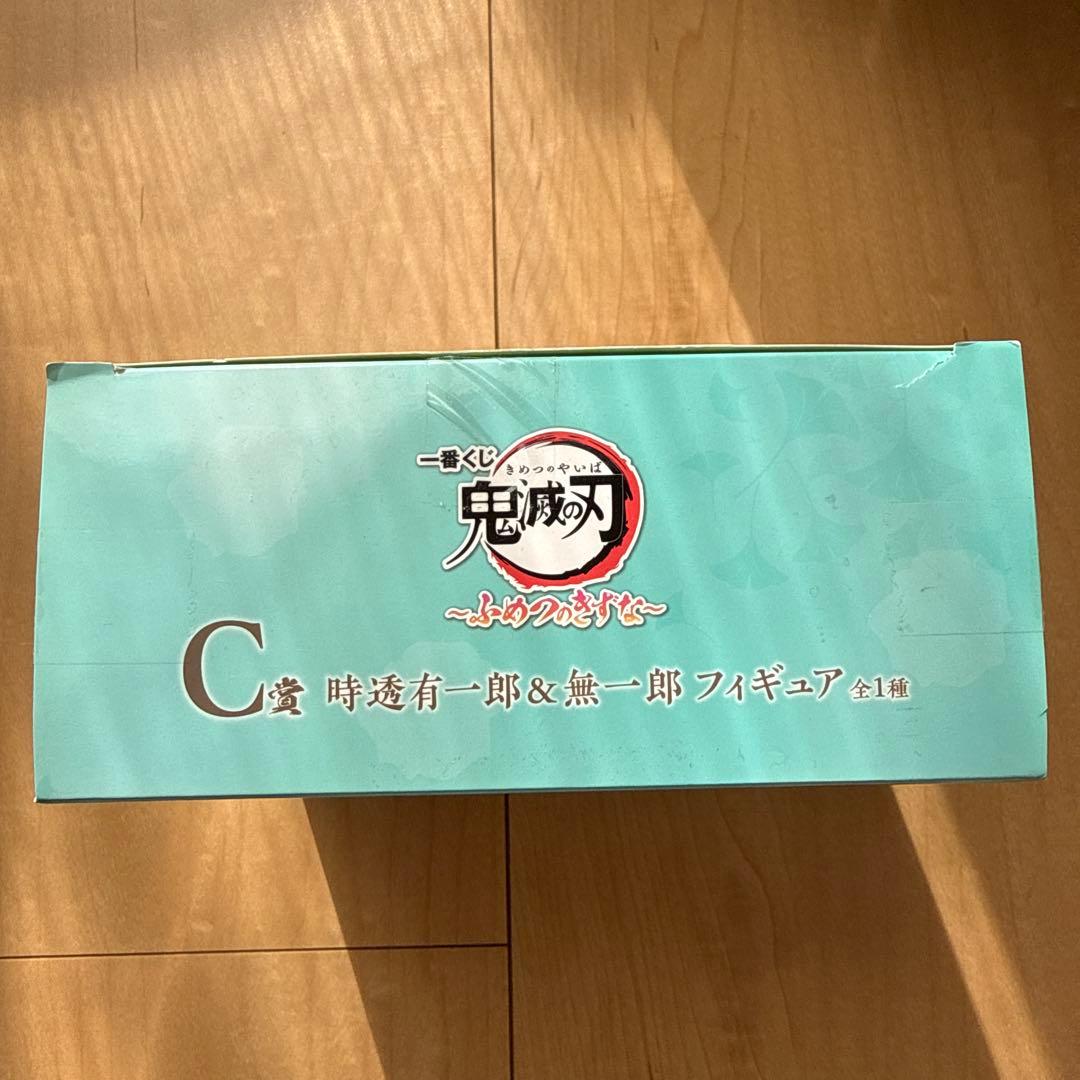 一番くじ
きめつのやいば
鬼滅の刃
～ふめつのきずな～
C賞 時透有一郎&無一郎 フィギュア 全1種